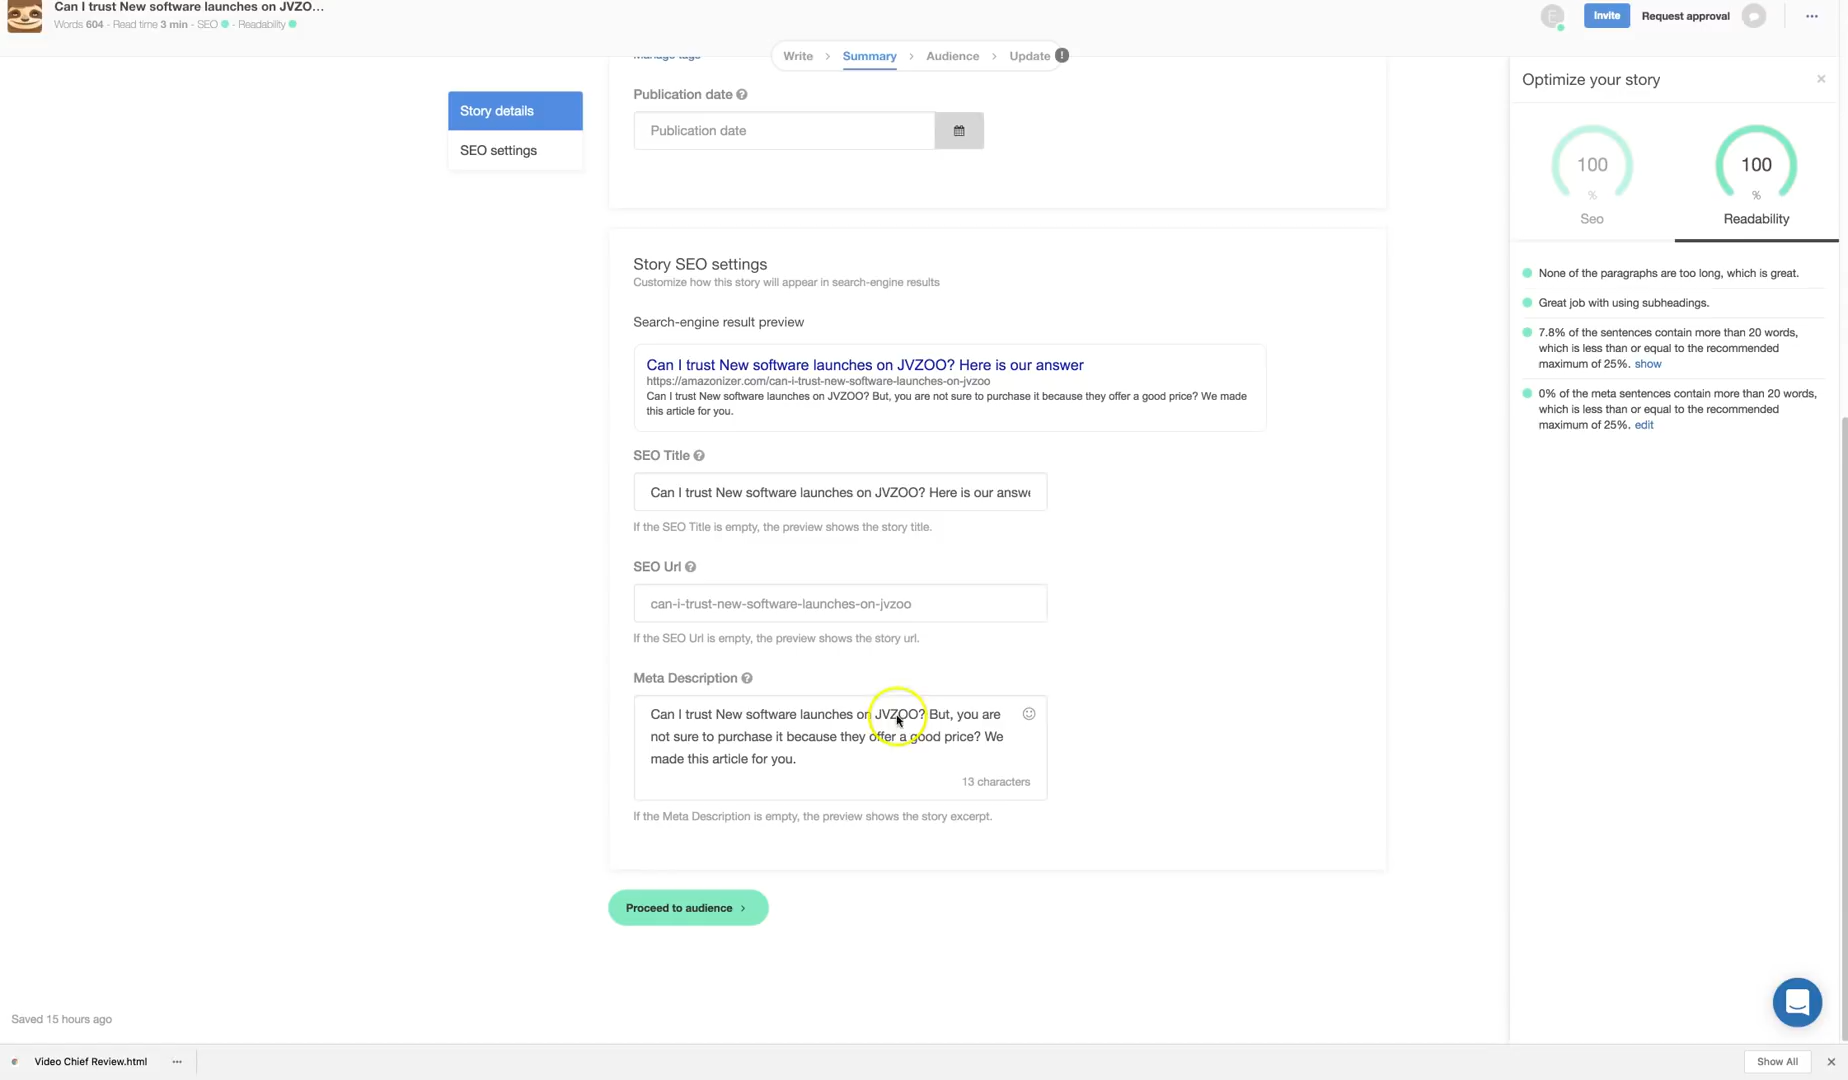 Can I trust New software launches on JVZO...
Words 604 - Read time 3 min - SEO - Readability
E
Invite
Request approval
Write > Summary > Audience > Update !
Manage tags
Story details
SEO settings
Publication date
Publication date
Story SEO settings
Customize how this story will appear in search-engine results
Search-engine result preview
Can I trust New software launches on JVZOO? Here is our answer
https://amazonizer.com/can-i-trust-new-software-launches-on-jvzoo
Can I trust New software launches on JVZOO? But, you are not sure to purchase it because they offer a good price? We made
this article for you.
SEO Title
Can I trust New software launches on JVZOO? Here is our answe
If the SEO Title is empty, the preview shows the story title.
SEO Url
can-i-trust-new-software-launches-on-jvzoo
If the SEO Url is empty, the preview shows the story url.
Meta Description
Can I trust New software launches on JVZOO? But, you are
not sure to purchase it because they offer a good price? We
made this article for you.
13 characters
If the Meta Description is empty, the preview shows the story excerpt.
Proceed to audience >
Optimize your story
100
%
Seo
100
%
Readability
None of the paragraphs are too long, which is great.
Great job with using subheadings.
7.8% of the sentences contain more than 20 words,
which is less than or equal to the recommended
maximum of 25%. show
0% of the meta sentences contain more than 20 words,
which is less than or equal to the recommended
maximum of 25%. edit
Saved 15 hours ago
Video Chief Review.html
Show All